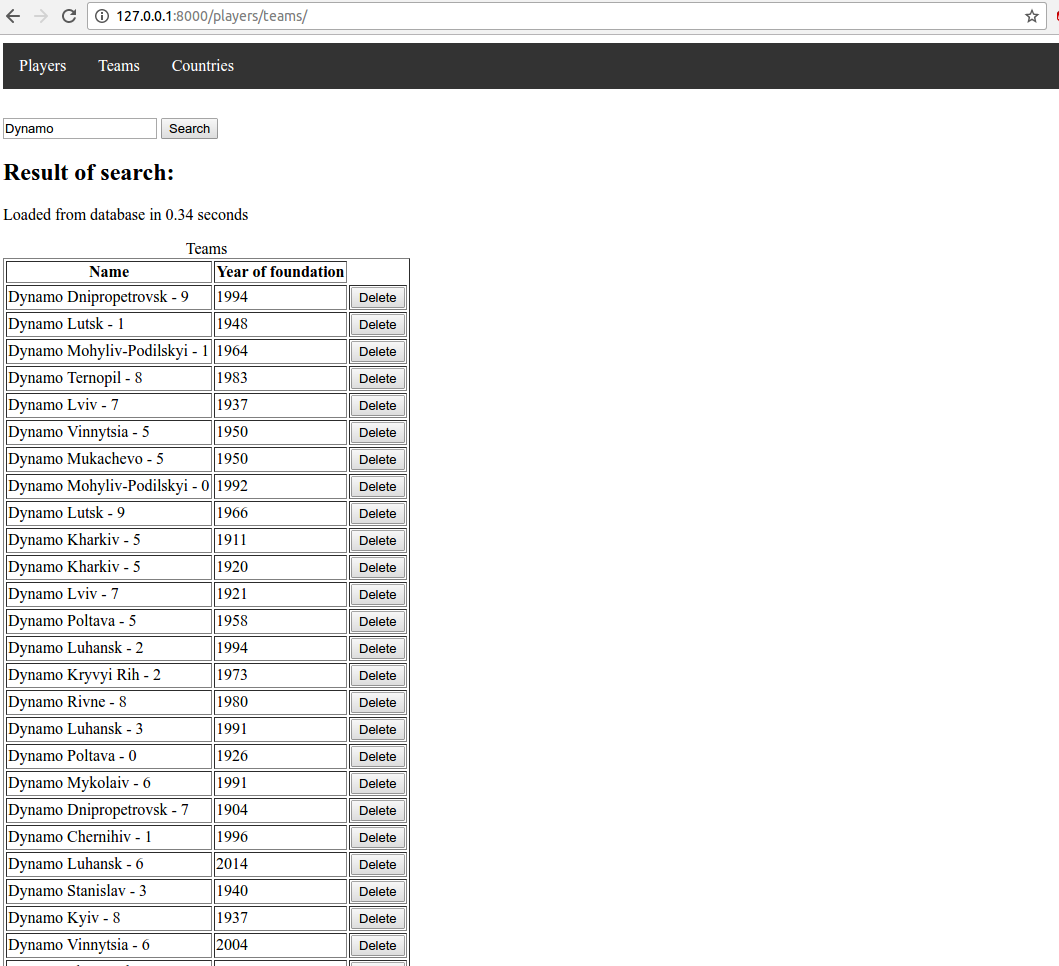 127.0.0.1:8000/players/teams/
Players Teams Countries
Dynamo Search
Result of search:
Loaded from database in 0.34 seconds
Teams
Name Year of foundation
Dynamo Dnipropetrovsk - 9 1994 Delete
Dynamo Lutsk - 1 1948 Delete
Dynamo Mohyliv-Podilskyi - 1 1964 Delete
Dynamo Ternopil - 8 1983 Delete
Dynamo Lviv - 7 1937 Delete
Dynamo Vinnytsia - 5 1950 Delete
Dynamo Mukachevo - 5 1950 Delete
Dynamo Mohyliv-Podilskyi - 0 1992 Delete
Dynamo Lutsk - 9 1966 Delete
Dynamo Kharkiv - 5 1911 Delete
Dynamo Kharkiv - 5 1920 Delete
Dynamo Lviv - 7 1921 Delete
Dynamo Poltava - 5 1958 Delete
Dynamo Luhansk - 2 1994 Delete
Dynamo Kryvyi Rih - 2 1973 Delete
Dynamo Rivne - 8 1980 Delete
Dynamo Luhansk - 3 1991 Delete
Dynamo Poltava - 0 1926 Delete
Dynamo Mykolaiv - 6 1991 Delete
Dynamo Dnipropetrovsk - 7 1904 Delete
Dynamo Chernihiv - 1 1996 Delete
Dynamo Luhansk - 6 2014 Delete
Dynamo Stanislav - 3 1940 Delete
Dynamo Kyiv - 8 1937 Delete
Dynamo Vinnytsia - 6 2004 Delete